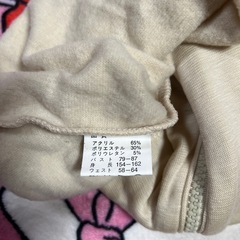 アクリル 65%
ポリエステル 30%
ポリウレタン 5%
バスト 79-87
身長 154-162
ウェスト 58-64